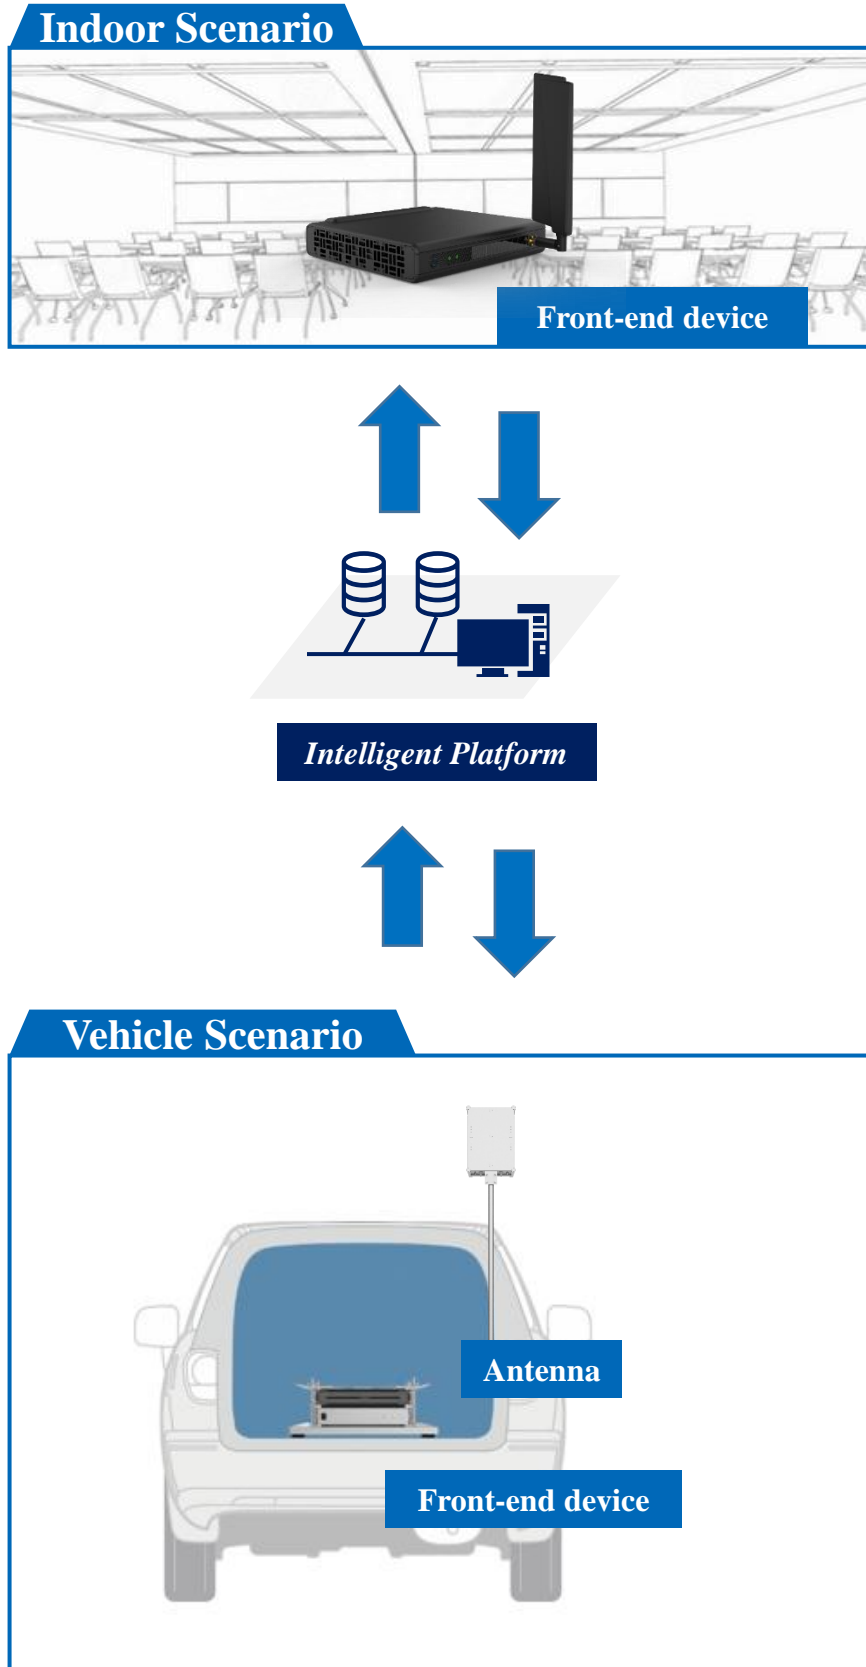 Indoor Scenario
Front-end device
Intelligent Platform
Vehicle Scenario
Antenna
Front-end device